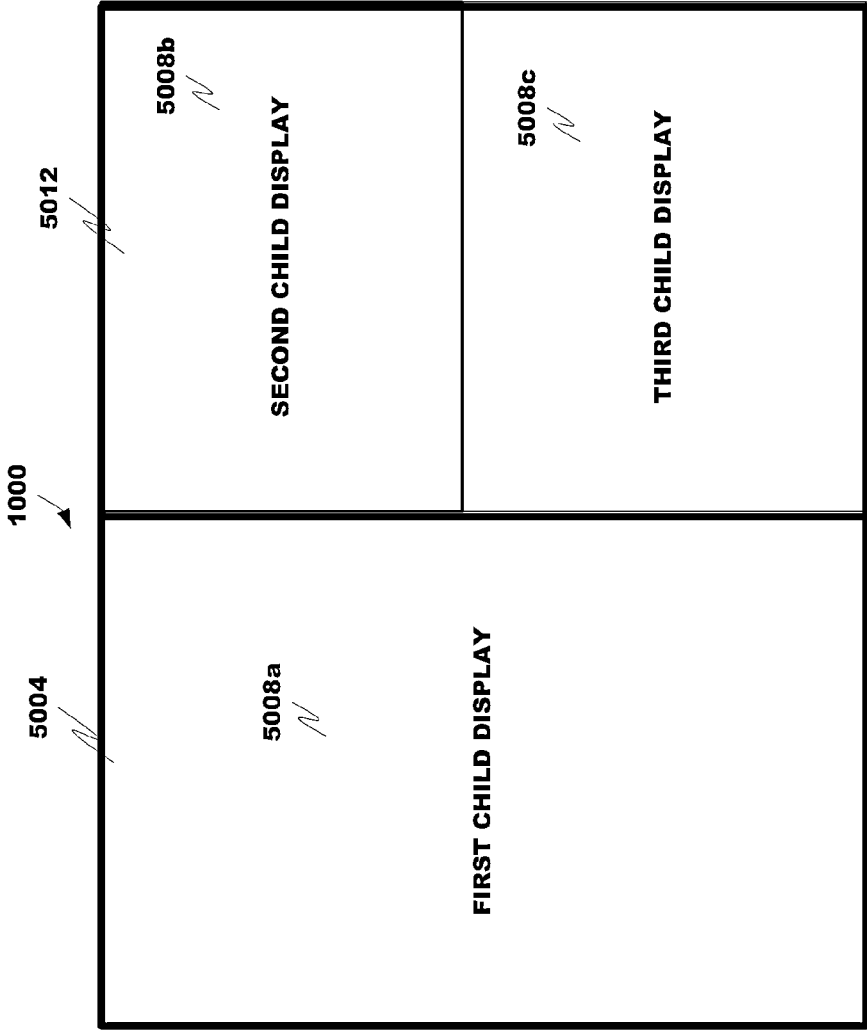 1000
5004
5012
5008b
5008a
SECOND CHILD DISPLAY
FIRST CHILD DISPLAY
5008c
THIRD CHILD DISPLAY